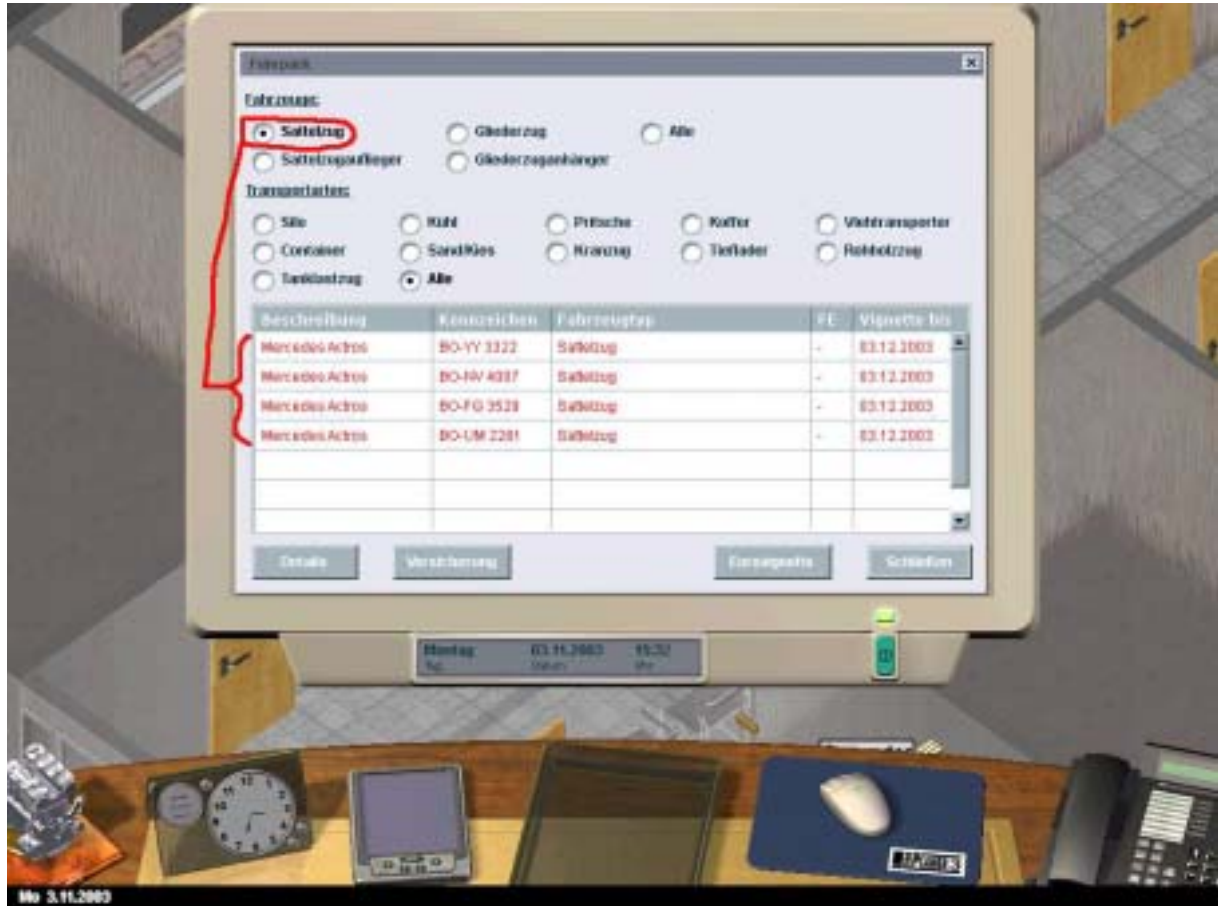 Fuhrpark
Fahrzeuge:
Sattelzug Gliederzug Alle
Sattelzugauflieger Gliederzuganhänger
Transportarten:
Silo Kühl Pritsche Koffer Viehtransporter
Container Sand/Kies Kranzug Tieflader Rohholzzug
Tanklastzug Alle
Beschreibung Kennzeichen Fahrzeugtyp FE Vignette bis
Mercedes Actros BO-YY 3322 Sattelzug - 03.12.2003
Mercedes Actros BO-NV Sattelzug - 03.12.2003
Mercedes Actros BO-FG 3528 Sattelzug - 03.12.2003
Mercedes Actros BO-UM 2281 Sattelzug - 03.12.2003
Details Versicherung Eurovignette Schließen
Montag 03.11.2003 15:32
Tag Datum Uhr
Mo 3.11.2003